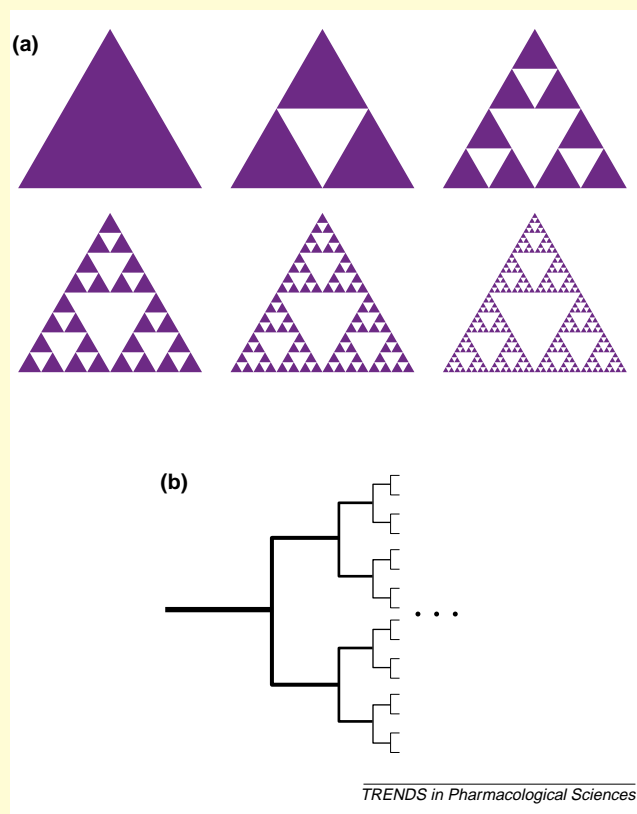 (a)
(b)
. . .
TRENDS in Pharmacological Sciences